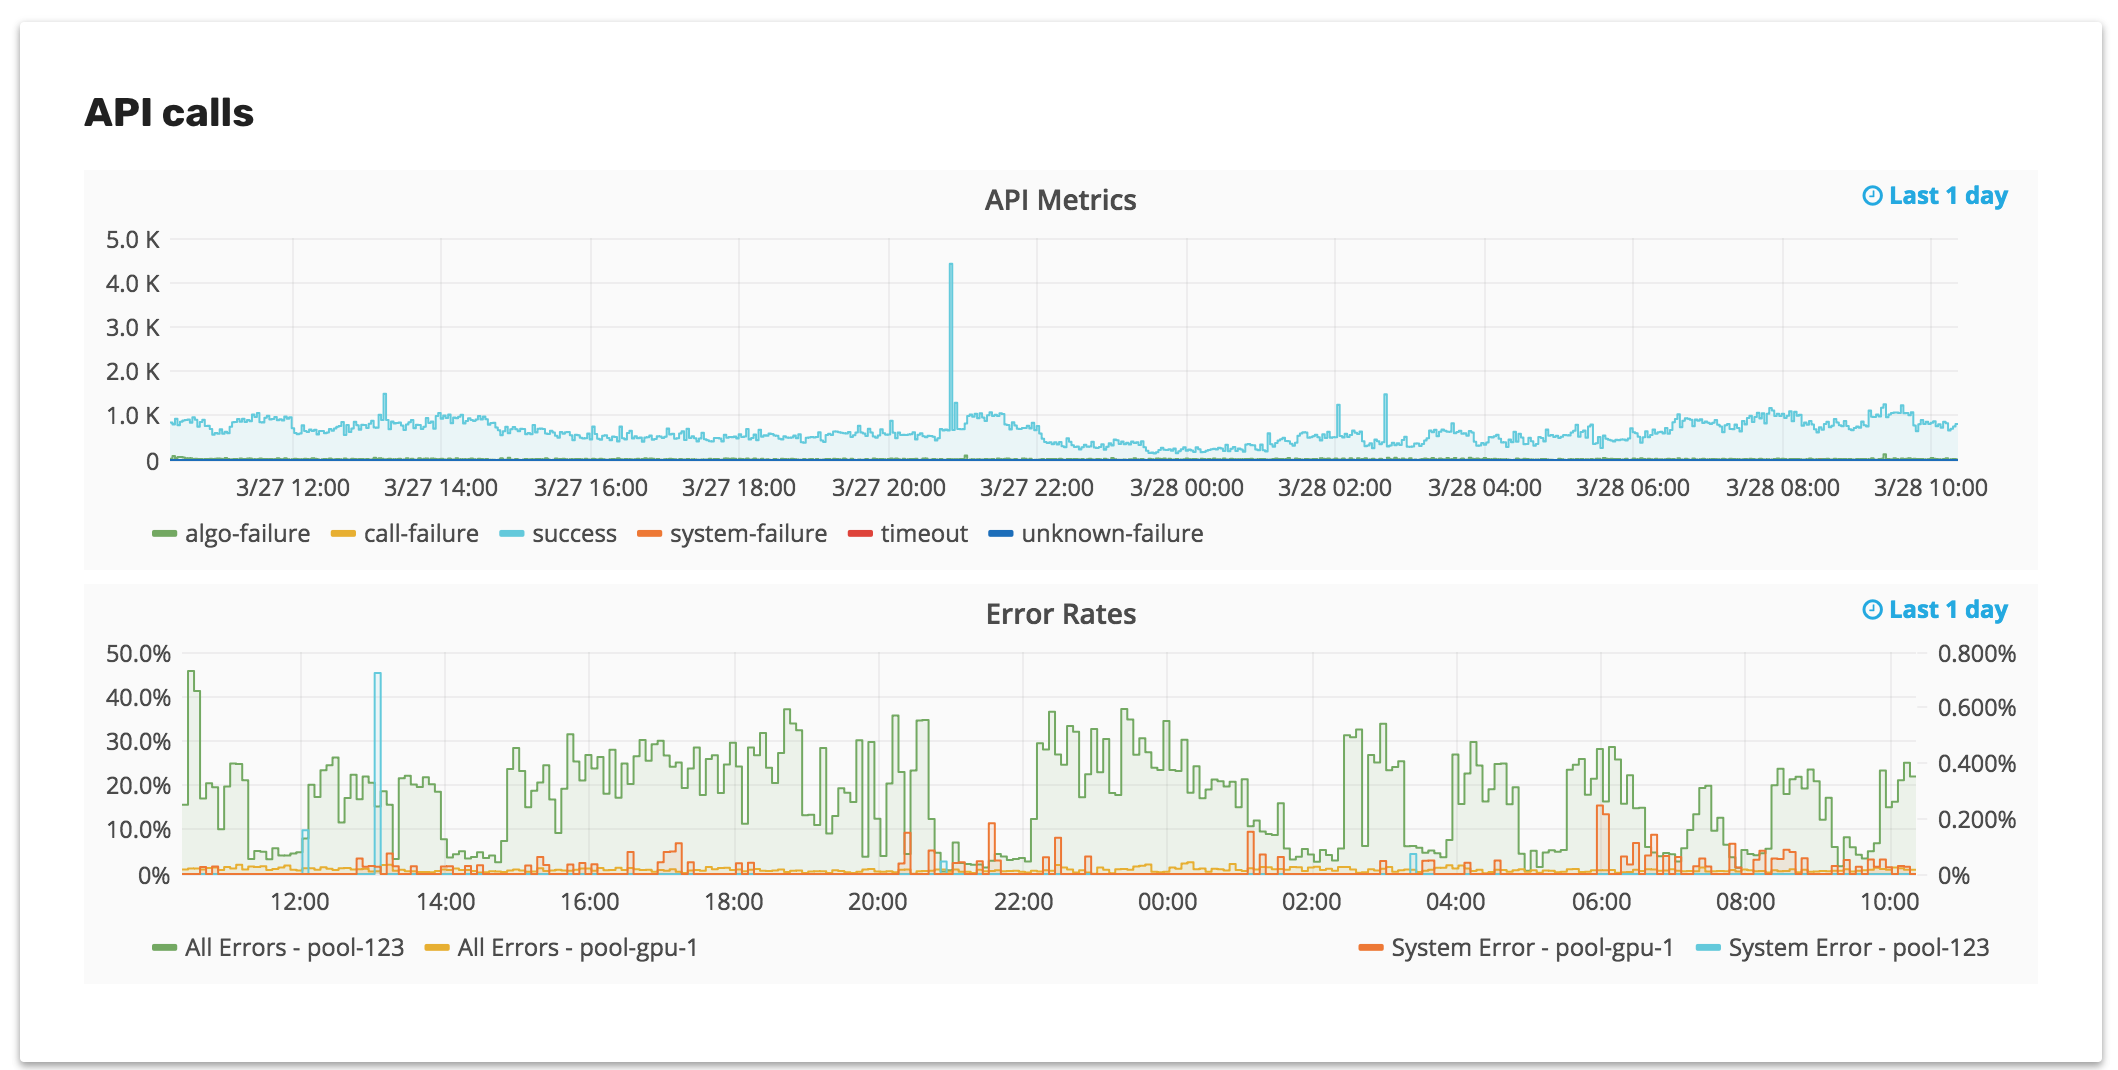 API calls
API Metrics
Last 1 day
5.0 K
4.0 K
3.0 K
2.0 K
1.0 K
0
3/27 12:00 3/27 14:00 3/27 16:00 3/27 18:00 3/27 20:00 3/27 22:00 3/28 00:00 3/28 02:00 3/28 04:00 3/28 06:00 3/28 08:00 3/28 10:00
algo-failure call-failure success system-failure timeout unknown-failure
Error Rates
Last 1 day
50.0% 0.800%
40.0% 0.600%
30.0%
20.0% 0.400%
10.0% 0.200%
0% 0%
12:00 14:00 16:00 18:00 20:00 22:00 00:00 02:00 04:00 06:00 08:00 10:00
All Errors - pool-123 All Errors - pool-gpu-1 System Error - pool-gpu-1 System Error - pool-123